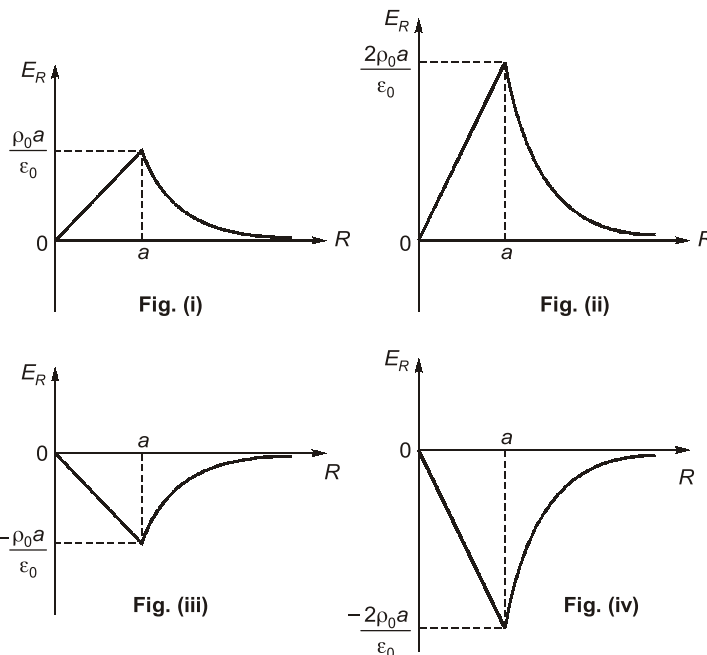 E_R
ρ₀a
ε₀
0
a
R
Fig. (i)
E_R
2ρ₀a
ε₀
0
a
R
Fig. (ii)
E_R
0
a
R
−ρ₀a
ε₀
Fig. (iii)
E_R
0
a
R
−2ρ₀a
ε₀
Fig. (iv)